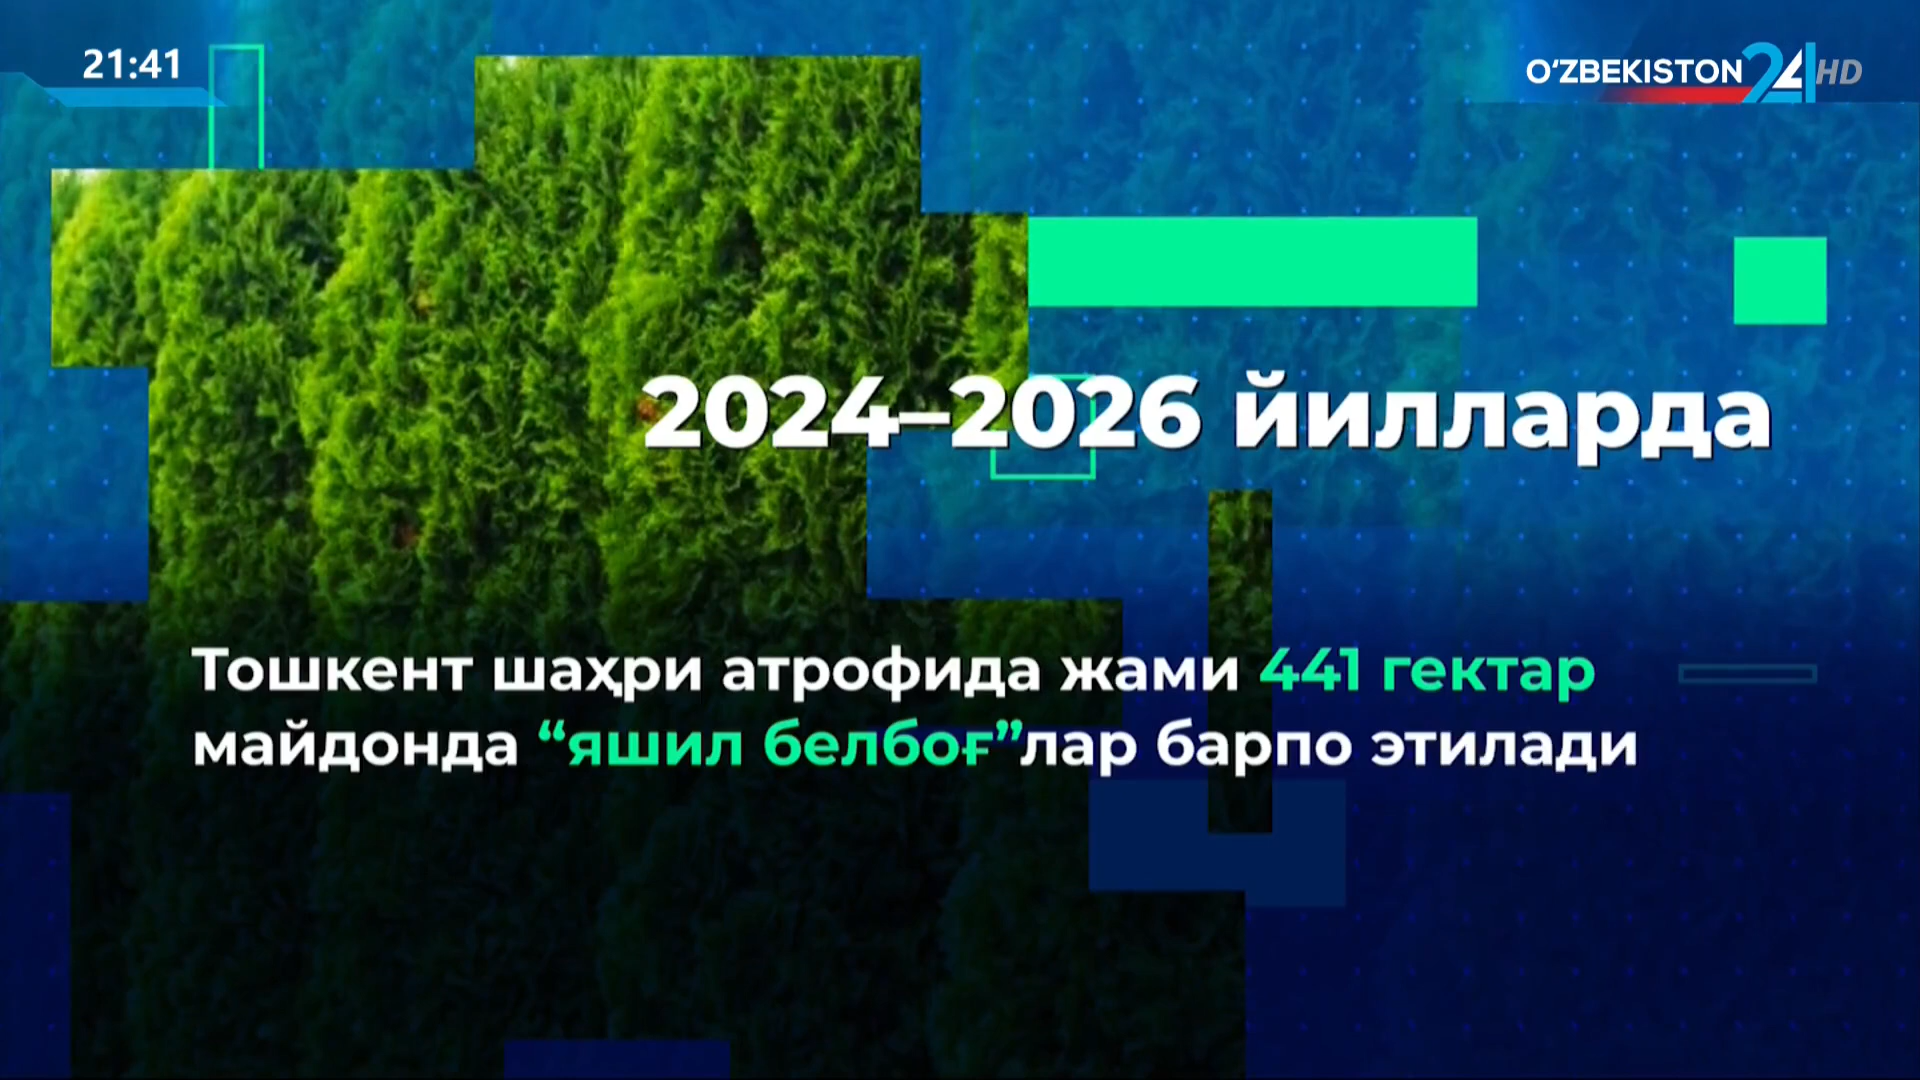 21:41
O‘ZBEKISTON 24 HD
2024–2026 йилларда
Тошкент шаҳри атрофида жами 441 гектар
майдонда “яшил белбоғ”лар барпо этилади